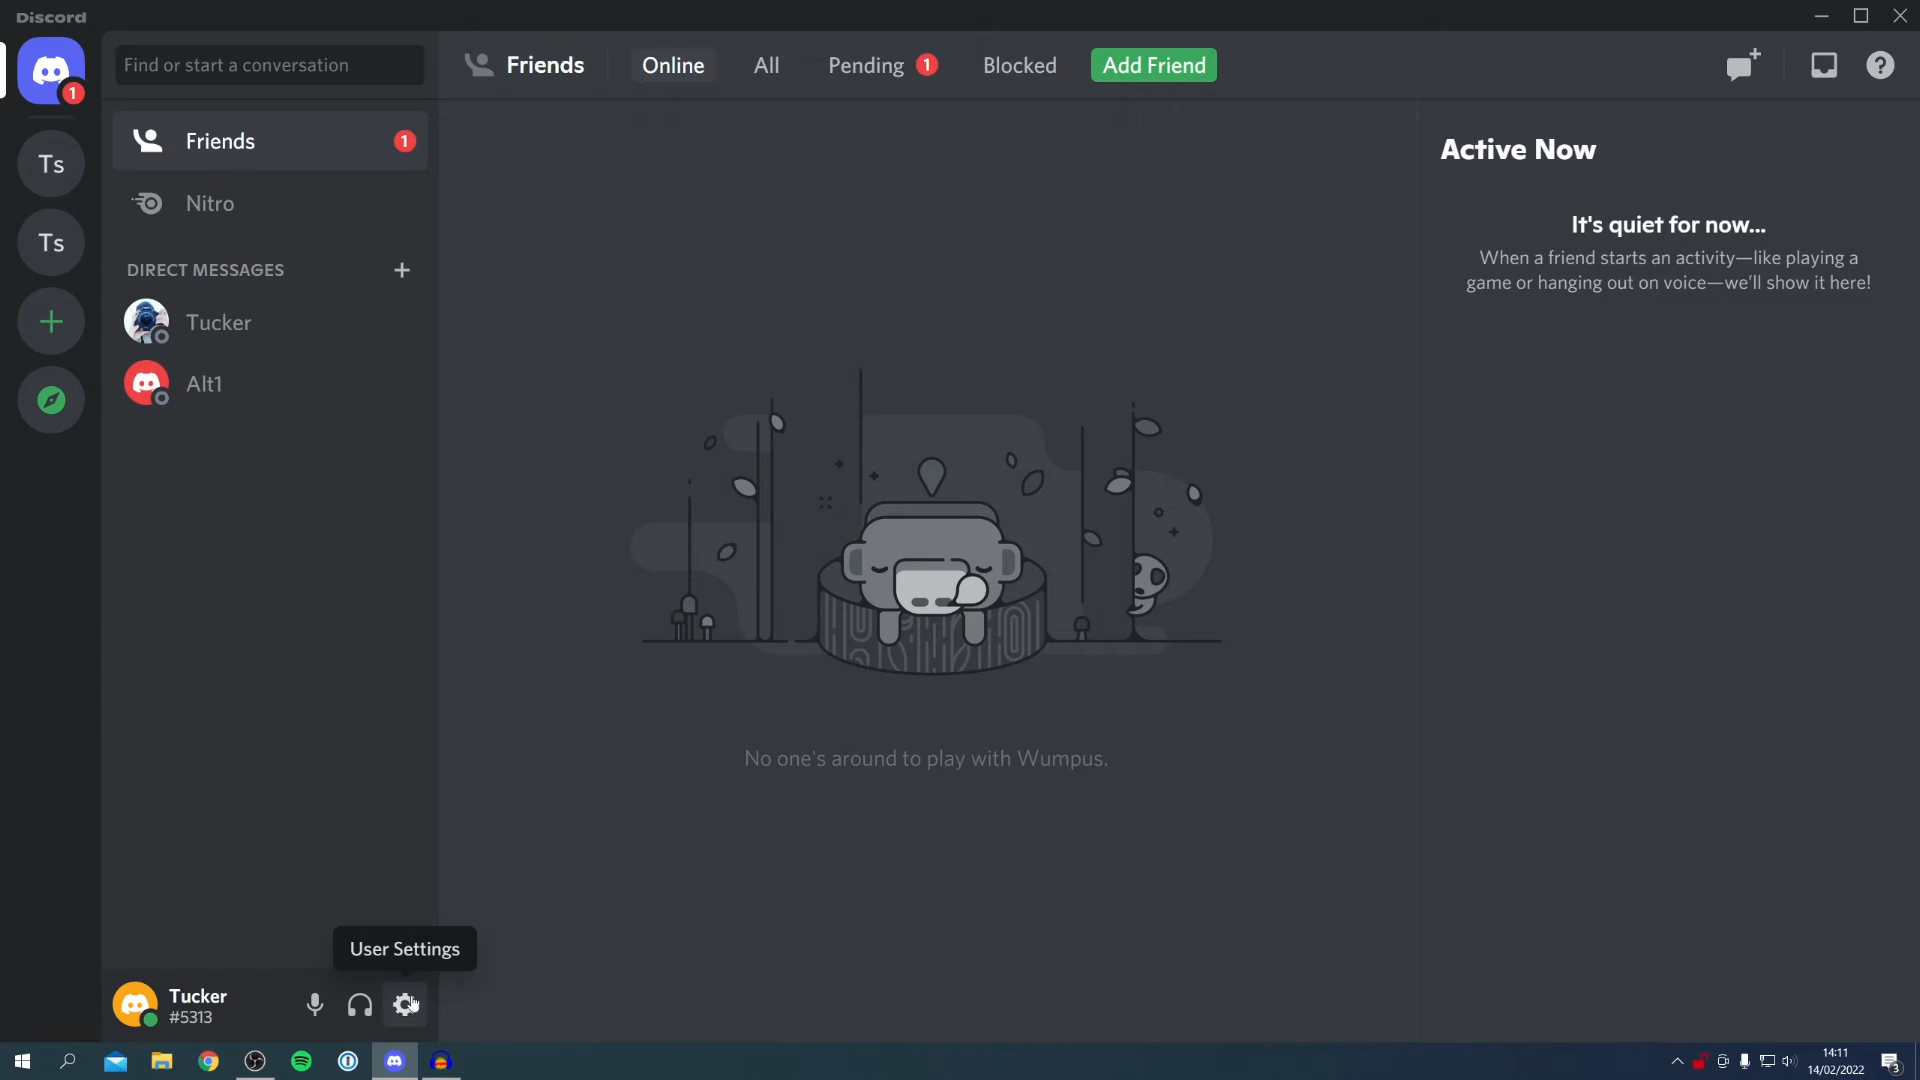 Discord
Find or start a conversation
Friends
Online
All
Pending 1
Blocked
Add Friend
1
Ts
Ts
Friends 1
Nitro
DIRECT MESSAGES
Tucker
Alt1
Active Now
It's quiet for now...
When a friend starts an activity—like playing a
game or hanging out on voice—we'll show it here!
No one's around to play with Wumpus.
User Settings
Tucker
#5313
14:11
14/02/2022
3